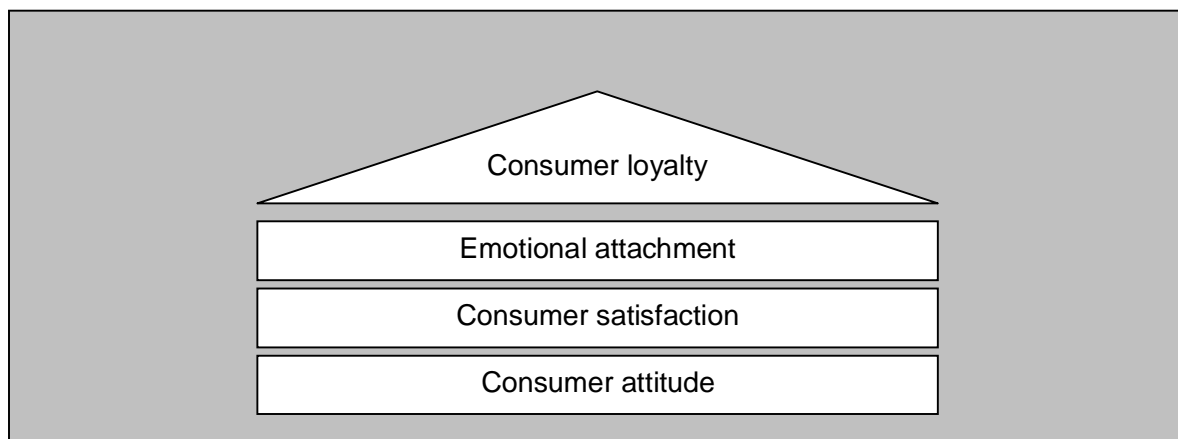 Consumer loyalty
Emotional attachment
Consumer satisfaction
Consumer attitude